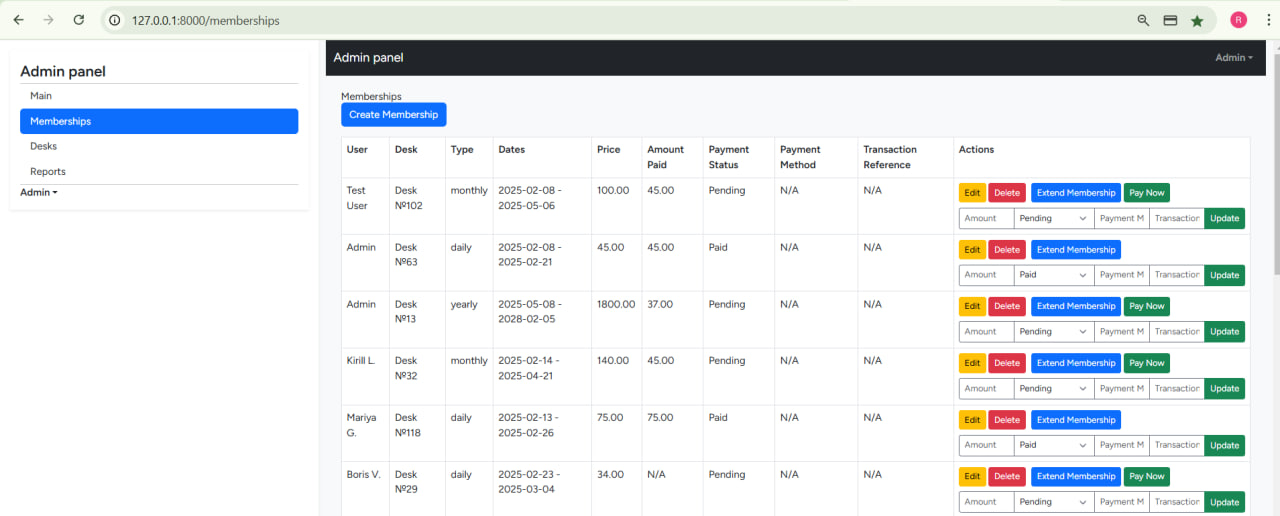 127.0.0.1:8000/memberships
R
Admin panel
Main
Memberships
Desks
Reports
Admin
Admin panel
Admin
Memberships
Create Membership
User Desk Type Dates Price Amount Paid Payment Status Payment Method Transaction Reference Actions
Test User Desk №102 monthly 2025-02-08 - 2025-05-06 100.00 45.00 Pending N/A N/A Edit Delete Extend Membership Pay Now
Amount Pending Payment M Transaction Update
Admin Desk №63 daily 2025-02-08 - 2025-02-21 45.00 45.00 Paid N/A N/A Edit Delete Extend Membership
Amount Paid Payment M Transaction Update
Admin Desk №13 yearly 2025-05-08 - 2028-02-05 1800.00 37.00 Pending N/A N/A Edit Delete Extend Membership Pay Now
Amount Pending Payment M Transaction Update
Kirill L. Desk №32 monthly 2025-02-14 - 2025-04-21 140.00 45.00 Pending N/A N/A Edit Delete Extend Membership Pay Now
Amount Pending Payment M Transaction Update
Mariya G. Desk №118 daily 2025-02-13 - 2025-02-26 75.00 75.00 Paid N/A N/A Edit Delete Extend Membership
Amount Paid Payment M Transaction Update
Boris V. Desk №29 daily 2025-02-23 - 2025-03-04 34.00 N/A Pending N/A N/A Edit Delete Extend Membership Pay Now
Amount Pending Payment M Transaction Update